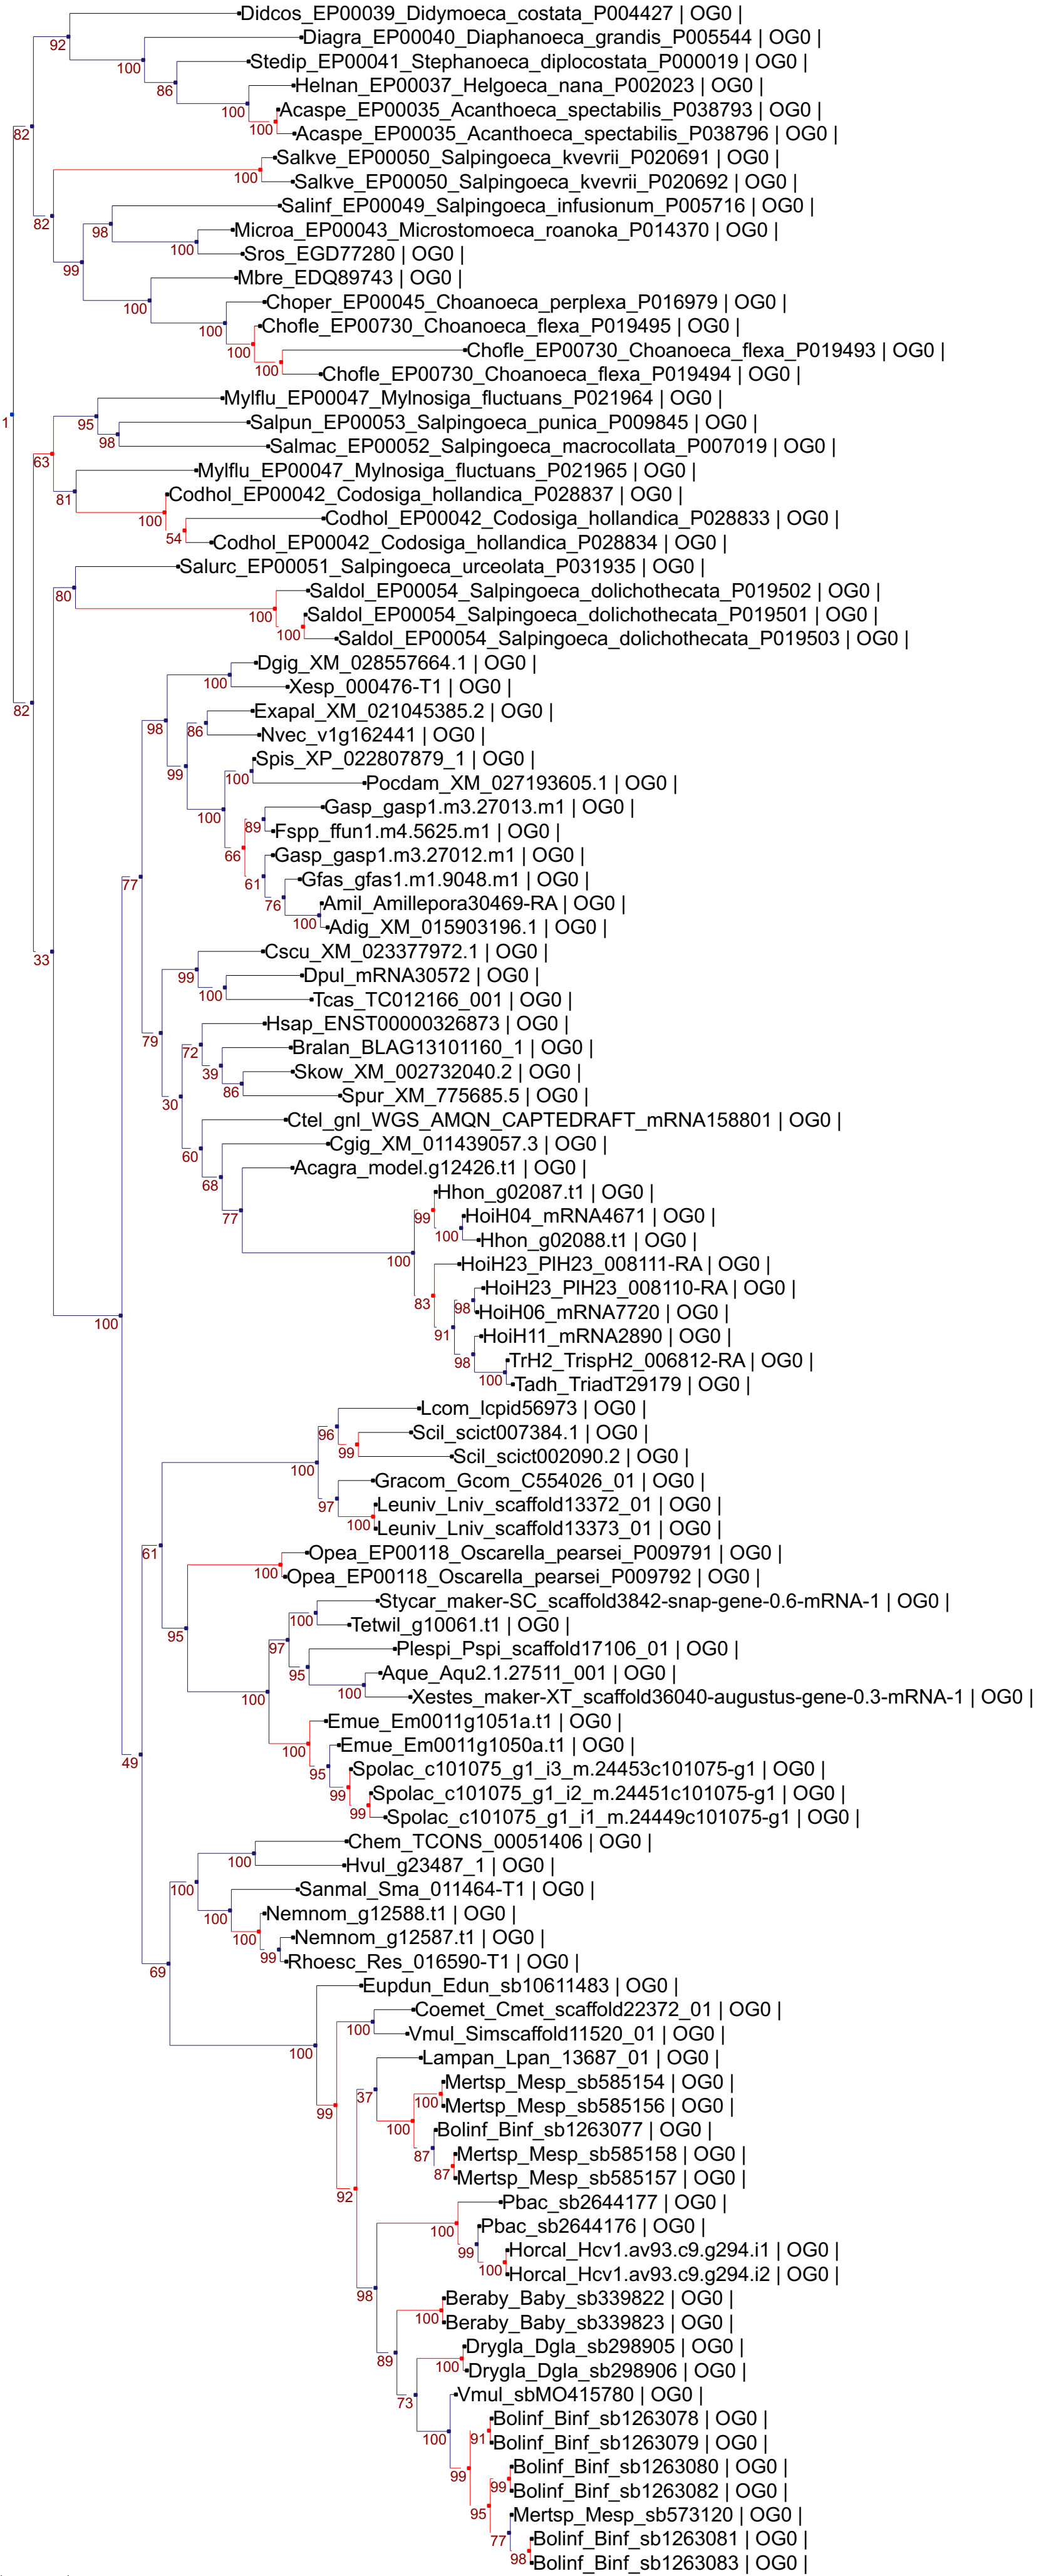 Didcos_EP00039_Didymoeca_costata_P004427 | OG0 |
92
Diagra_EP00040_Diaphanoeca_grandis_P005544 | OG0 |
100
Stedip_EP00041_Stephanoeca_diplocostata_P000019 | OG0 |
86
Helnan_EP00037_Helgoeca_nana_P002023 | OG0 |
100
Acaspe_EP00035_Acanthoeca_spectabilis_P038793 | OG0 |
100
82
Acaspe_EP00035_Acanthoeca_spectabilis_P038796 | OG0 |
Salkve_EP00050_Salpingoeca_kvevrii_P020691 | OG0 |
100
Salkve_EP00050_Salpingoeca_kvevrii_P020692 | OG0 |
Salinf_EP00049_Salpingoeca_infusionum_P005716 | OG0 |
82
98
Microa_EP00043_Microstomoeca_roanoka_P014370 | OG0 |
100
Sros_EGD77280 | OG0 |
99
Mbre_EDQ89743 | OG0 |
100
Choper_EP00045_Choanoeca_perplexa_P016979 | OG0 |
100
Chofle_EP00730_Choanoeca_flexa_P019495 | OG0 |
100
Chofle_EP00730_Choanoeca_flexa_P019493 | OG0 |
100
Chofle_EP00730_Choanoeca_flexa_P019494 | OG0 |
Mylflu_EP00047_Mylnosiga_fluctuans_P021964 | OG0 |
1
95
Salpun_EP00053_Salpingoeca_punica_P009845 | OG0 |
98
Salmac_EP00052_Salpingoeca_macrocollata_P007019 | OG0 |
63
Mylflu_EP00047_Mylnosiga_fluctuans_P021965 | OG0 |
81
Codhol_EP00042_Codosiga_hollandica_P028837 | OG0 |
100
Codhol_EP00042_Codosiga_hollandica_P028833 | OG0 |
54
Codhol_EP00042_Codosiga_hollandica_P028834 | OG0 |
Salurc_EP00051_Salpingoeca_urceolata_P031935 | OG0 |
80
Saldol_EP00054_Salpingoeca_dolichothecata_P019502 | OG0 |
100
Saldol_EP00054_Salpingoeca_dolichothecata_P019501 | OG0 |
100
Saldol_EP00054_Salpingoeca_dolichothecata_P019503 | OG0 |
Dgig_XM_028557664.1 | OG0 |
100
Xesp_000476-T1 | OG0 |
82
Exapal_XM_021045385.2 | OG0 |
98
86
Nvec_v1g162441 | OG0 |
Spis_XP_022807879_1 | OG0 |
99
100
Pocdam_XM_027193605.1 | OG0 |
Gasp_gasp1.m3.27013.m1 | OG0 |
100
89
Fspp_ffun1.m4.5625.m1 | OG0 |
66
Gasp_gasp1.m3.27012.m1 | OG0 |
77
61
Gfas_gfas1.m1.9048.m1 | OG0 |
76
Amil_Amillepora30469-RA | OG0 |
100
Adig_XM_015903196.1 | OG0 |
33
Cscu_XM_023377972.1 | OG0 |
99
Dpul_mRNA30572 | OG0 |
100
Tcas_TC012166_001 | OG0 |
Hsap_ENST00000326873 | OG0 |
79
72
Bralan_BLAG13101160_1 | OG0 |
39
Skow_XM_002732040.2 | OG0 |
86
Spur_XM_775685.5 | OG0 |
30
Ctel_gnl_WGS_AMQN_CAPTEDRAFT_mRNA158801 | OG0 |
60
Cgig_XM_011439057.3 | OG0 |
68
Acagra_model.g12426.t1 | OG0 |
77
Hhon_g02087.t1 | OG0 |
99
HoiH04_mRNA4671 | OG0 |
100
Hhon_g02088.t1 | OG0 |
100
HoiH23_PlH23_008111-RA | OG0 |
HoiH23_PlH23_008110-RA | OG0 |
83
98
HoiH06_mRNA7720 | OG0 |
100
91
HoiH11_mRNA2890 | OG0 |
98
TrH2_TrispH2_006812-RA | OG0 |
100
Tadh_TriadT29179 | OG0 |
Lcom_lcpid56973 | OG0 |
96
Scil_scict007384.1 | OG0 |
99
Scil_scict002090.2 | OG0 |
100
Gracom_Gcom_C554026_01 | OG0 |
97
Leuniv_Lniv_scaffold13372_01 | OG0 |
100
Leuniv_Lniv_scaffold13373_01 | OG0 |
61
Opea_EP00118_Oscarella_pearsei_P009791 | OG0 |
100
Opea_EP00118_Oscarella_pearsei_P009792 | OG0 |
Stycar_maker-SC_scaffold3842-snap-gene-0.6-mRNA-1 | OG0 |
100
Tetwil_g10061.t1 | OG0 |
95
97
Plespi_Pspi_scaffold17106_01 | OG0 |
95
Aque_Aqu2.1.27511_001 | OG0 |
100
Xestes_maker-XT_scaffold36040-augustus-gene-0.3-mRNA-1 | OG0 |
100
Emue_Em0011g1051a.t1 | OG0 |
100
Emue_Em0011g1050a.t1 | OG0 |
49
95
Spolac_c101075_g1_i3_m.24453c101075-g1 | OG0 |
99
Spolac_c101075_g1_i2_m.24451c101075-g1 | OG0 |
99
Spolac_c101075_g1_i1_m.24449c101075-g1 | OG0 |
Chem_TCONS_00051406 | OG0 |
100
Hvul_g23487_1 | OG0 |
100
Sanmal_Sma_011464-T1 | OG0 |
100
Nemnom_g12588.t1 | OG0 |
100
Nemnom_g12587.t1 | OG0 |
99
Rhoesc_Res_016590-T1 | OG0 |
69
Eupdun_Edun_sb10611483 | OG0 |
Coemet_Cmet_scaffold22372_01 | OG0 |
100
Vmul_Simscaffold11520_01 | OG0 |
100
Lampan_Lpan_13687_01 | OG0 |
Mertsp_Mesp_sb585154 | OG0 |
37
100
Mertsp_Mesp_sb585156 | OG0 |
99
100
Bolinf_Binf_sb1263077 | OG0 |
87
Mertsp_Mesp_sb585158 | OG0 |
87
Mertsp_Mesp_sb585157 | OG0 |
92
Pbac_sb2644177 | OG0 |
100
Pbac_sb2644176 | OG0 |
99
Horcal_Hcv1.av93.c9.g294.i1 | OG0 |
100
Horcal_Hcv1.av93.c9.g294.i2 | OG0 |
98
Beraby_Baby_sb339822 | OG0 |
100
Beraby_Baby_sb339823 | OG0 |
Drygla_Dgla_sb298905 | OG0 |
89
100
Drygla_Dgla_sb298906 | OG0 |
73
Vmul_sbMO415780 | OG0 |
Bolinf_Binf_sb1263078 | OG0 |
100
91
Bolinf_Binf_sb1263079 | OG0 |
Bolinf_Binf_sb1263080 | OG0 |
99
99
Bolinf_Binf_sb1263082 | OG0 |
95
Mertsp_Mesp_sb573120 | OG0 |
77
Bolinf_Binf_sb1263081 | OG0 |
98
Bolinf_Binf_sb1263083 | OG0 |